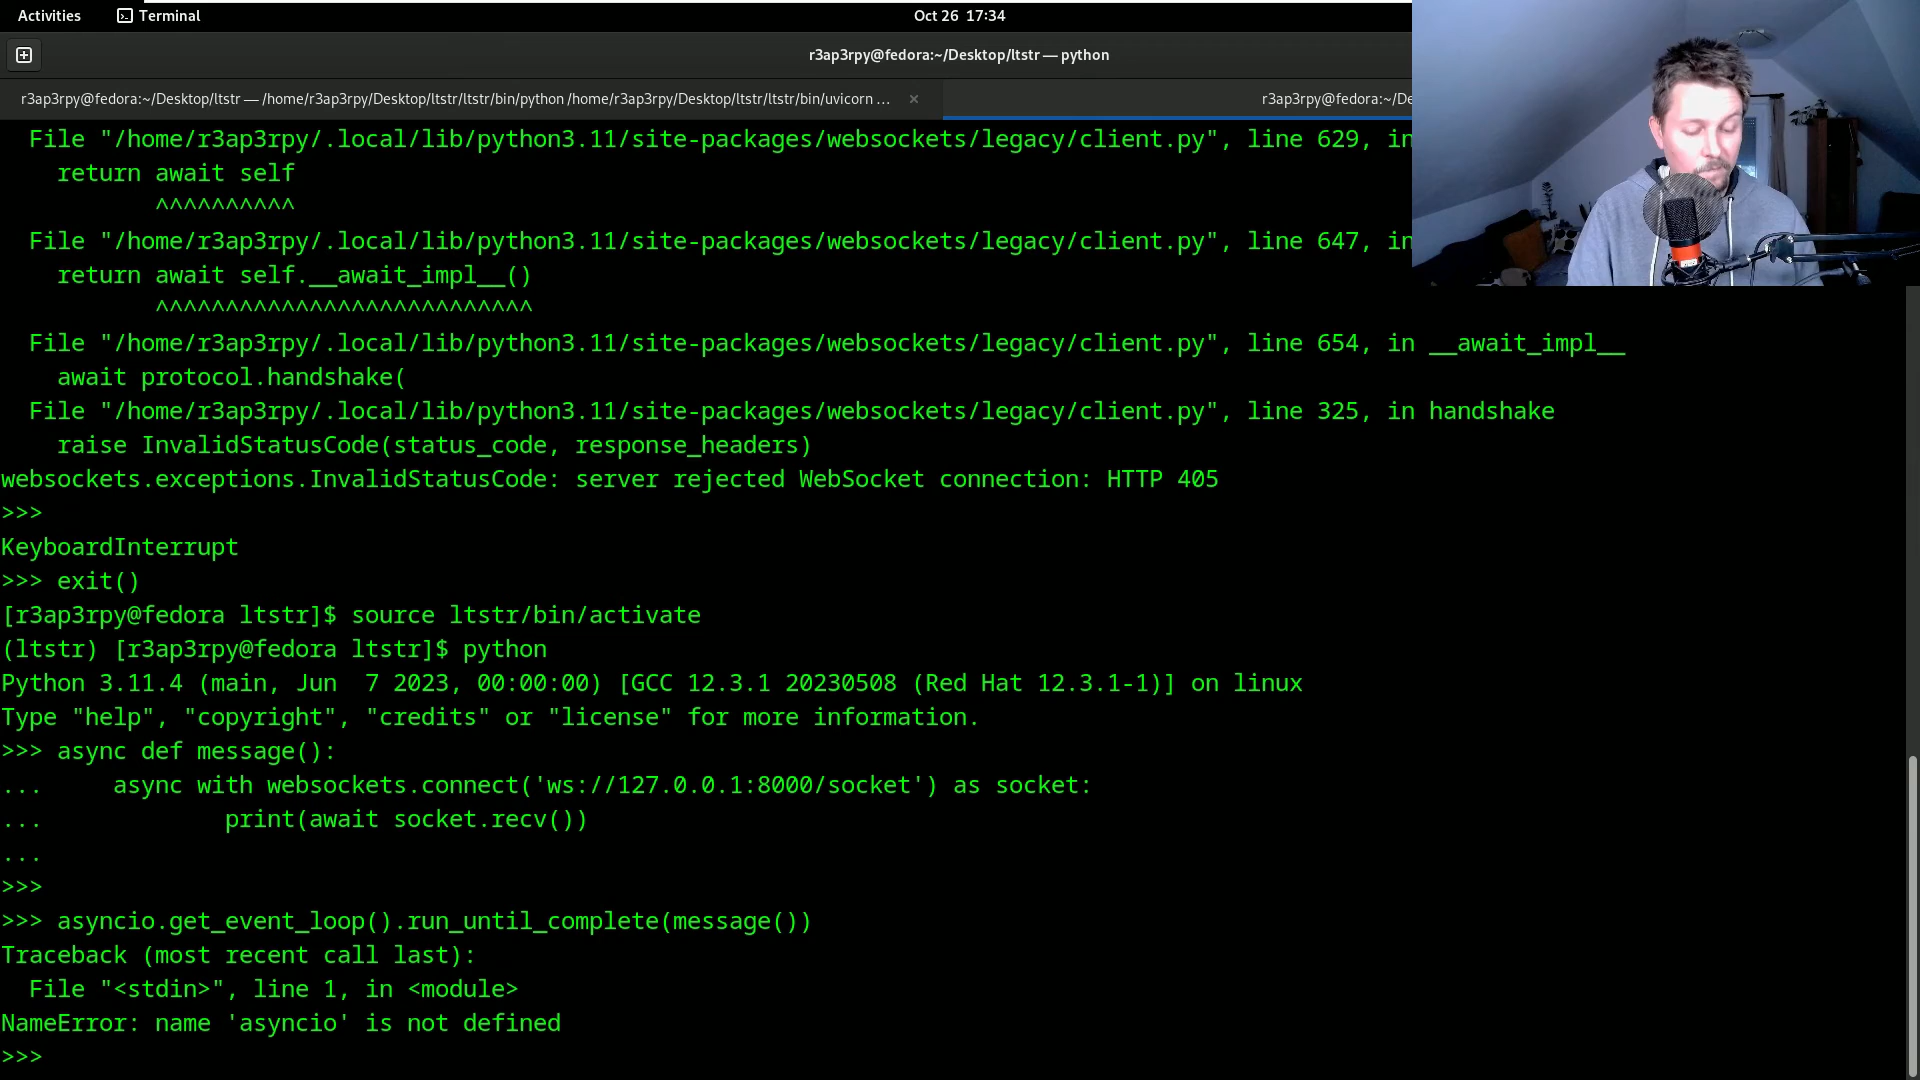 Activities
Terminal
Oct 26 17:34
r3ap3rpy@fedora:~/Desktop/ltstr — python
r3ap3rpy@fedora:~/Desktop/ltstr — /home/r3ap3rpy/Desktop/ltstr/ltstr/bin/python /home/r3ap3rpy/Desktop/ltstr/ltstr/bin/uvicorn … ×
r3ap3rpy@fedora:~/De
  File "/home/r3ap3rpy/.local/lib/python3.11/site-packages/websockets/legacy/client.py", line 629, in
    return await self
           ^^^^^^^^^^
  File "/home/r3ap3rpy/.local/lib/python3.11/site-packages/websockets/legacy/client.py", line 647, in
    return await self.__await_impl__()
           ^^^^^^^^^^^^^^^^^^^^^^^^^^^
  File "/home/r3ap3rpy/.local/lib/python3.11/site-packages/websockets/legacy/client.py", line 654, in __await_impl__
    await protocol.handshake(
  File "/home/r3ap3rpy/.local/lib/python3.11/site-packages/websockets/legacy/client.py", line 325, in handshake
    raise InvalidStatusCode(status_code, response_headers)
websockets.exceptions.InvalidStatusCode: server rejected WebSocket connection: HTTP 405
>>>
KeyboardInterrupt
>>> exit()
[r3ap3rpy@fedora ltstr]$ source ltstr/bin/activate
(ltstr) [r3ap3rpy@fedora ltstr]$ python
Python 3.11.4 (main, Jun  7 2023, 00:00:00) [GCC 12.3.1 20230508 (Red Hat 12.3.1-1)] on linux
Type "help", "copyright", "credits" or "license" for more information.
>>> async def message():
...     async with websockets.connect('ws://127.0.0.1:8000/socket') as socket:
...             print(await socket.recv())
...
>>>
>>> asyncio.get_event_loop().run_until_complete(message())
Traceback (most recent call last):
  File "<stdin>", line 1, in <module>
NameError: name 'asyncio' is not defined
>>>